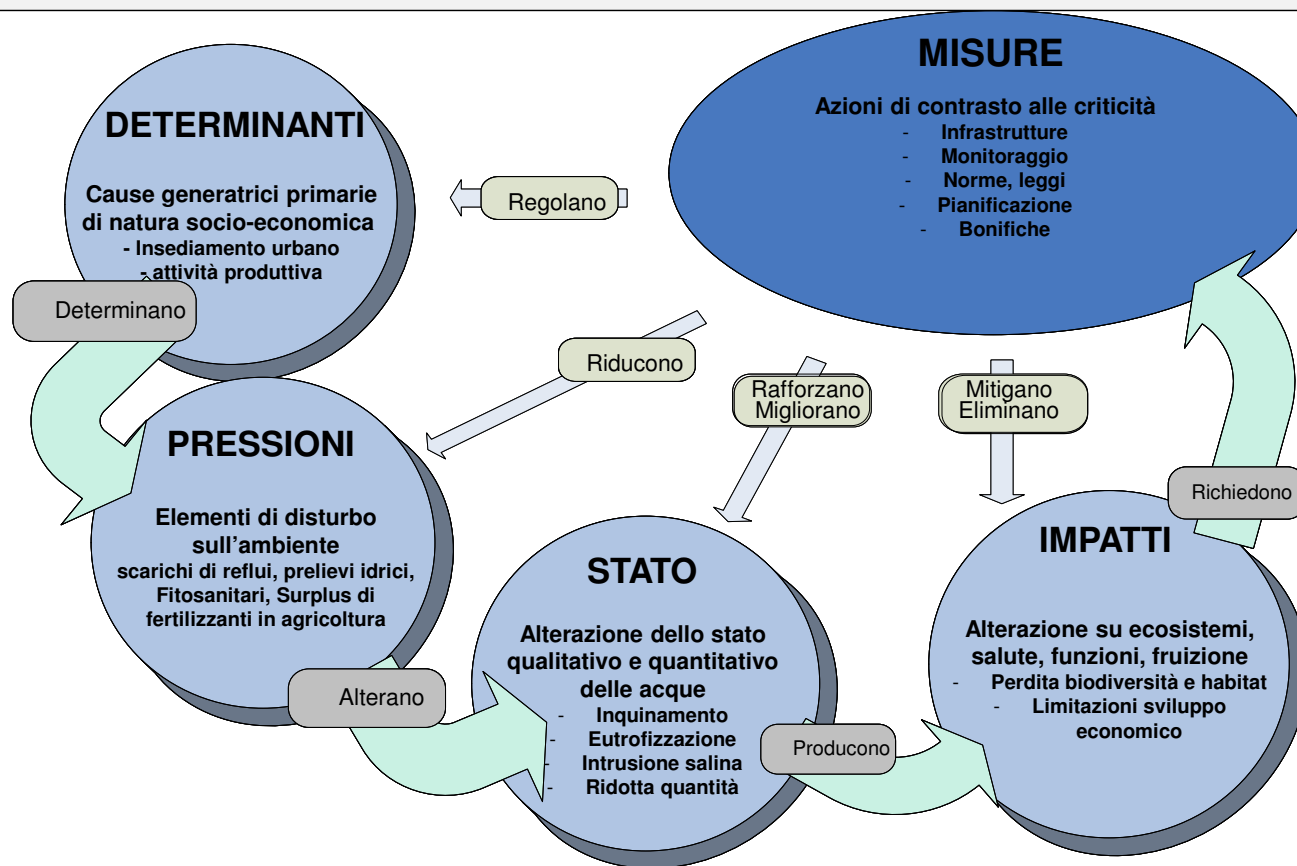 DETERMINANTI
Cause generatrici primarie
di natura socio-economica
- Insediamento urbano
- attività produttiva
Determano
MISURE
Azioni di contrasto alle criticità
- Infrastrutture
- Monitoraggio
- Norme, leggi
- Pianificazione
- Bonifiche
Regolano
Riducono
Rafforzano
Migliorano
Mitigano
Eliminano
Richiedono
PRESSIONI
Elementi di disturbo
sull’ambiente
scarichi di reflui, prelievi idrici,
Fitosanitari, Surplus di
fertilizzanti in agricoltura
Alterano
STATO
Alterazione dello stato
qualitativo e quantitativo
delle acque
- Inquinamento
- Eutrofizzazione
- Intrusione salina
- Ridotta quantità
Producono
IMPATTI
Alterazione su ecosistemi,
salute, funzioni, fruizione
- Perdita biodiversità e habitat
- Limitazioni sviluppo
economico